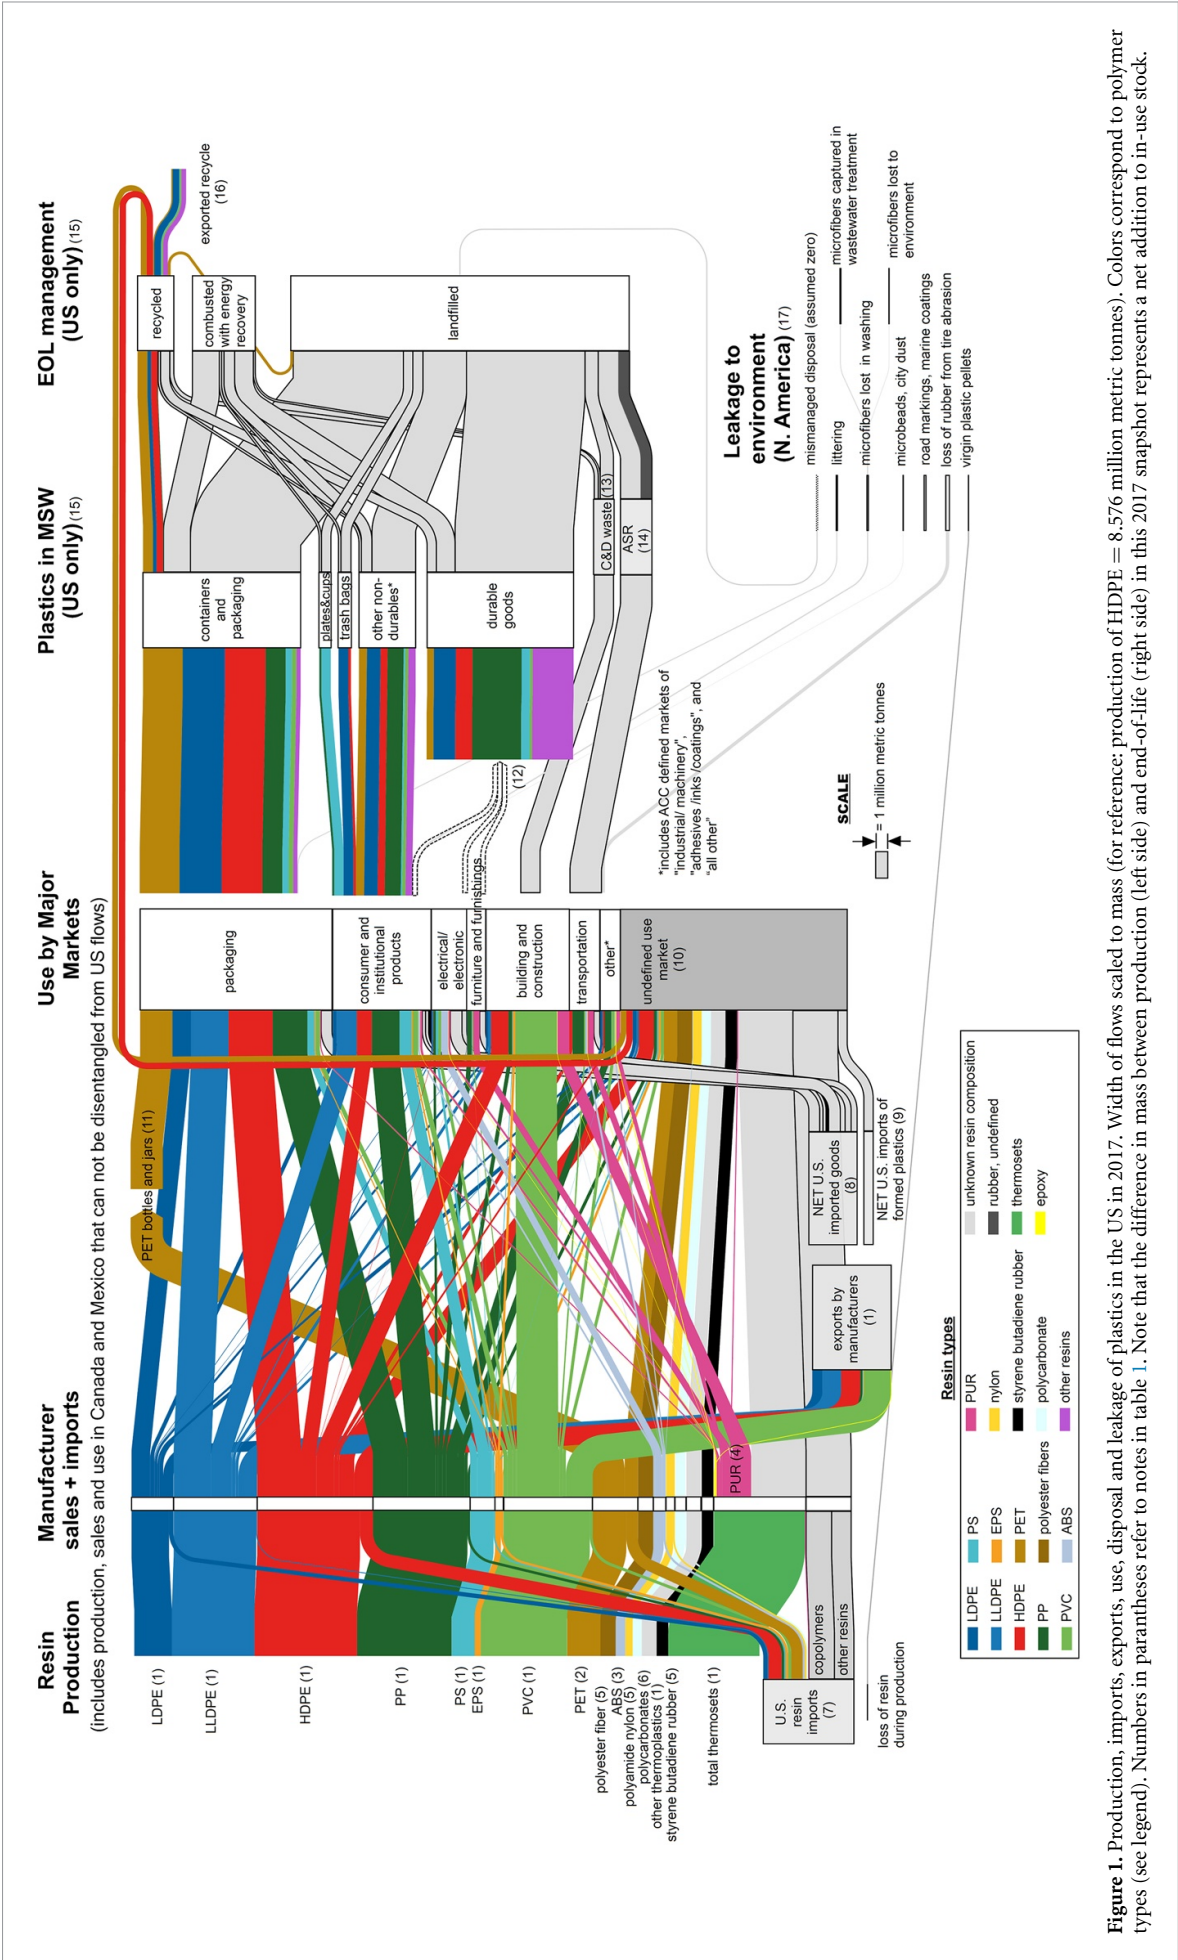 Resin
Production
Manufacturer
sales + imports
Use by Major
Markets
Plastics in MSW
(US only) (15)
EOL management
(US only) (15)
(includes production, sales and use in Canada and Mexico that can not be disentangled from US flows)
LDPE (1)
LLDPE (1)
HDPE (1)
PP (1)
PS (1)
EPS (1)
PVC (1)
PET (2)
polyester fiber (5)
ABS (3)
polyamide nylon (5)
polycarbonates (6)
other thermoplastics (1)
styrene butadiene rubber (5)
total thermosets (1)
U.S.
resin
imports
(7)
copolymers
other resins
loss of resin
during production
PET bottles and jars (11)
PUR (4)
exports by
manufacturers
(1)
NET U.S.
imported goods
(8)
NET U.S. imports of
formed plastics (9)
packaging
consumer and
institutional
products
electrical/
electronic
furniture and furnishings
building and
construction
transportation
other*
undefined use
market
(10)
(12)
containers
and
packaging
plates&cups
trash bags
other non-
durables*
durable
goods
C&D waste (13)
ASR
(14)
recycled
combusted
with energy
recovery
landfilled
exported recycle
(16)
*includes ACC defined markets of
"industrial/ machinery",
"adhesives /inks /coatings", and
"all other"
Leakage to
environment
(N. America) (17)
mismanaged disposal (assumed zero)
littering
microfibers captured in
wastewater treatment
microfibers lost in washing
microfibers lost to
environment
microbeads, city dust
road markings, marine coatings
loss of rubber from tire abrasion
virgin plastic pellets
SCALE
= 1 million metric tonnes
Resin types
LDPE
LLDPE
HDPE
PP
PVC
PS
EPS
PET
polyester fibers
ABS
PUR
nylon
styrene butadiene rubber
polycarbonate
other resins
unknown resin composition
rubber, undefined
thermosets
epoxy
Figure 1. Production, imports, exports, use, disposal and leakage of plastics in the US in 2017. Width of flows scaled to mass (for reference; production of HDPE = 8.576 million metric tonnes). Colors correspond to polymer
types (see legend). Numbers in parantheses refer to notes in table 1. Note that the difference in mass between production (left side) and end-of-life (right side) in this 2017 snapshot represents a net addition to in-use stock.